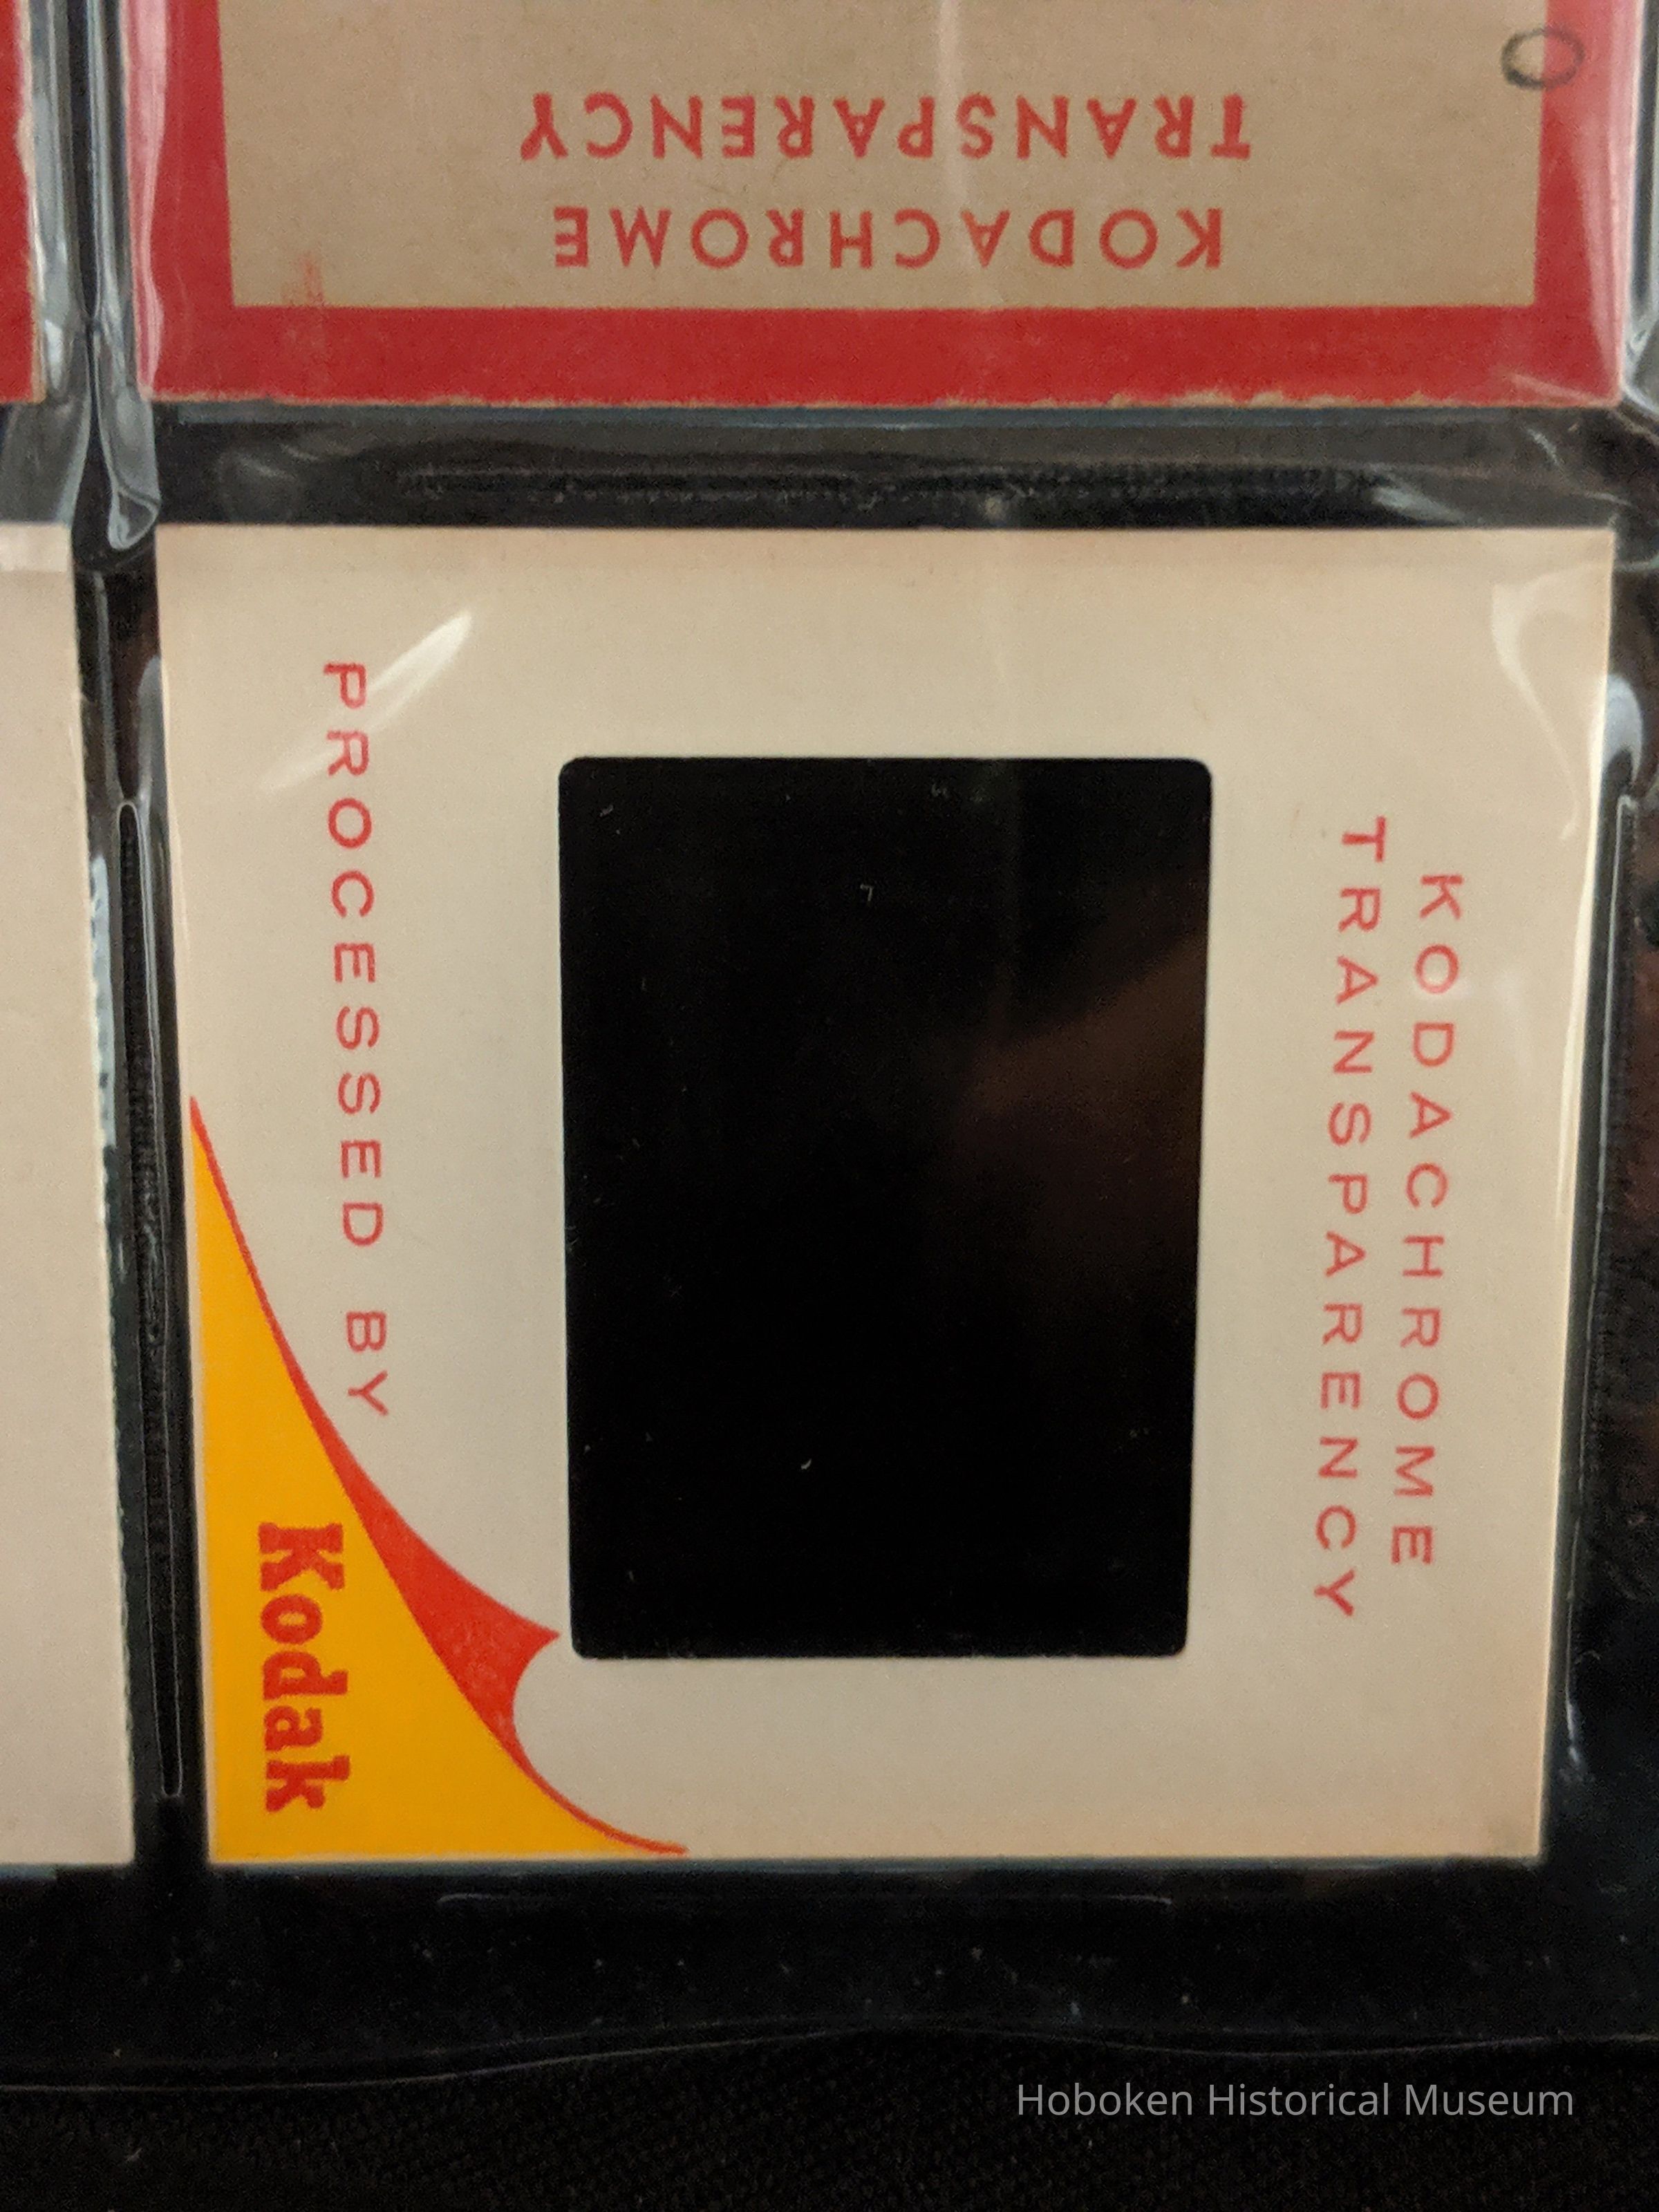 KODACHROME
TRANSPARENCY
O
KODACHROME
TRANSPARENCY
PROCESSED BY
Kodak
Hoboken Historical Museum